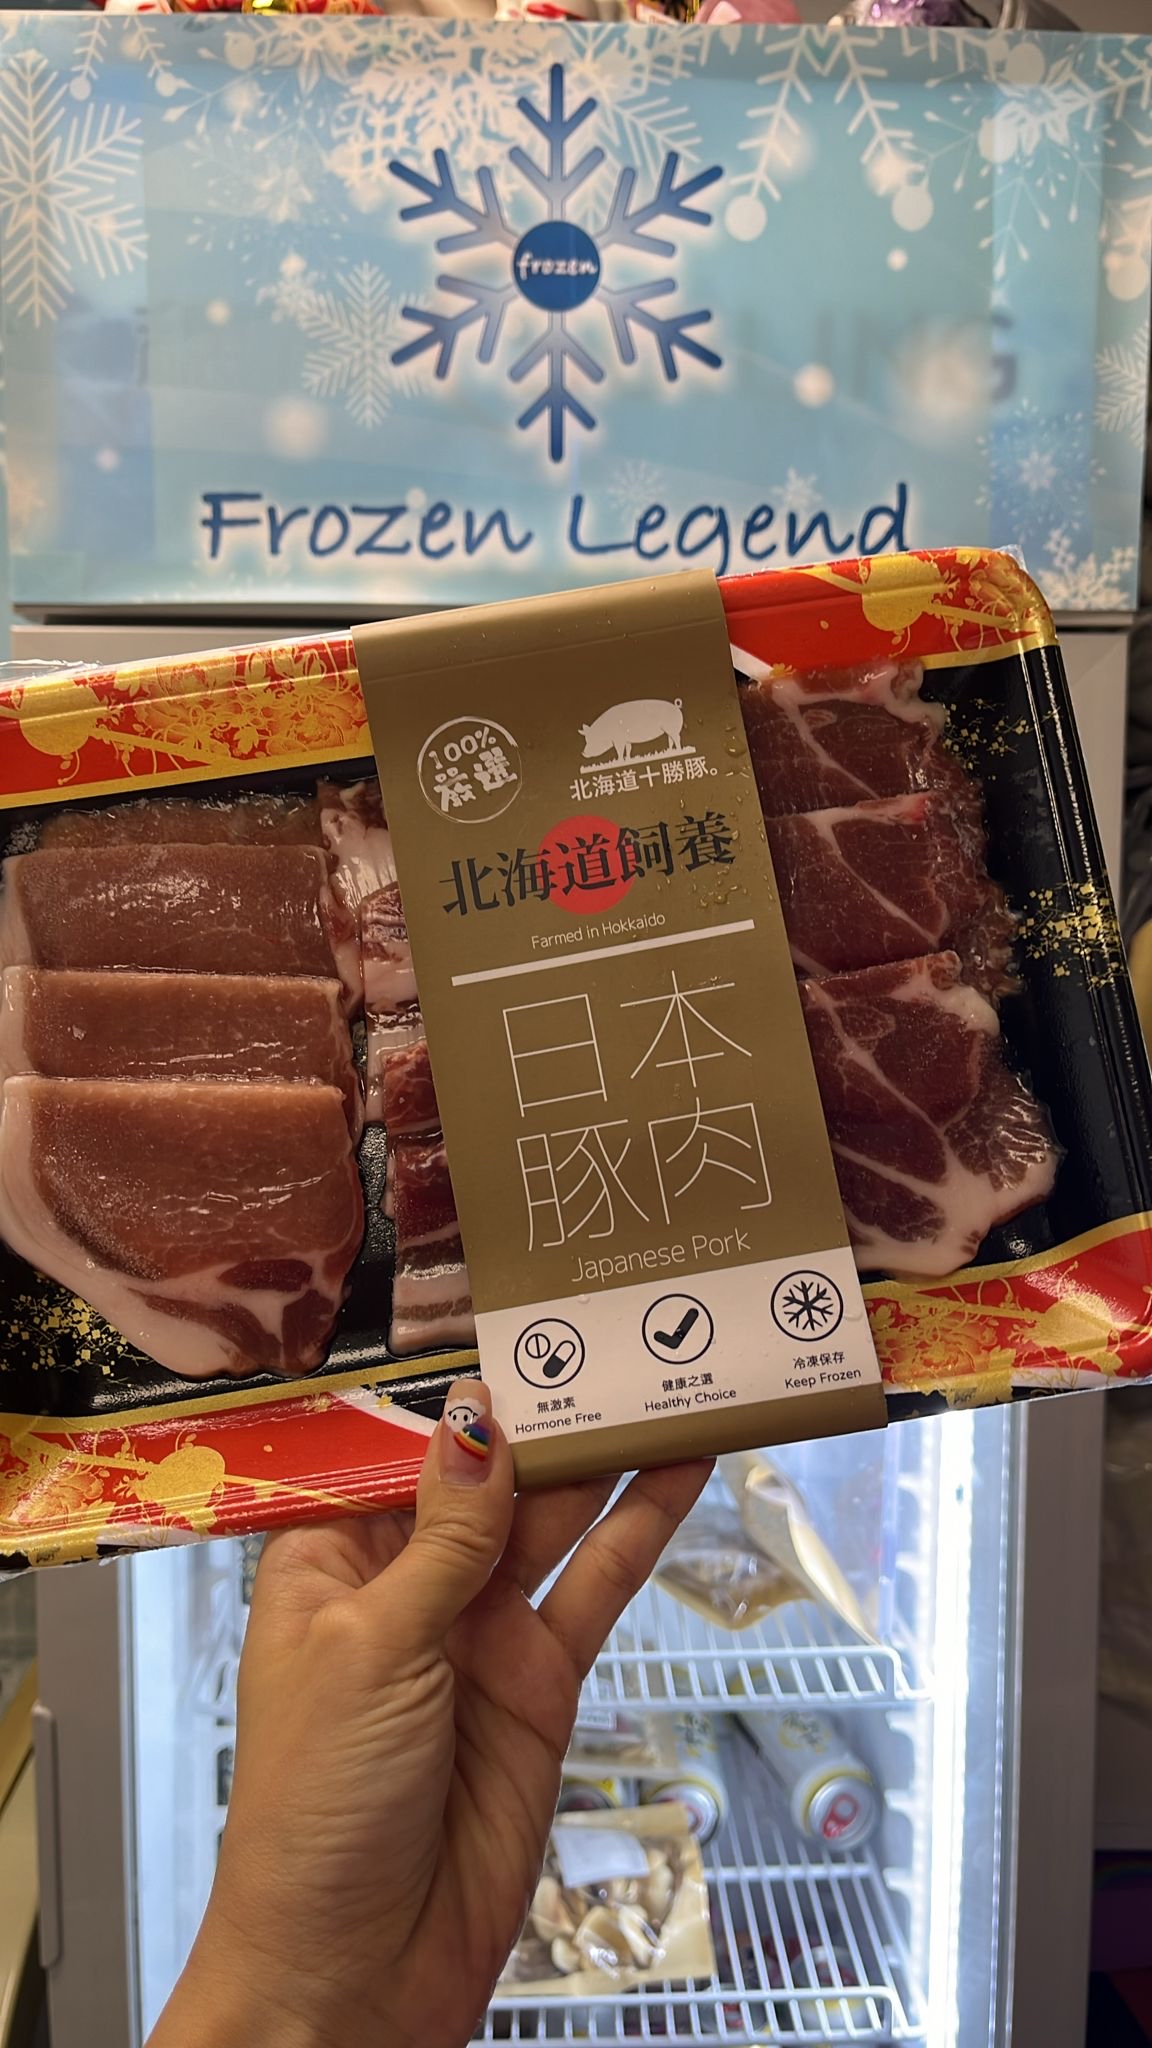 frozen
Frozen Legend
100%
嚴選
北海道十勝豚。
北海道飼養
Farmed in Hokkaido
日本
豚肉
Japanese Pork
無激素
Hormone Free
健康之選
Healthy Choice
冷凍保存
Keep Frozen